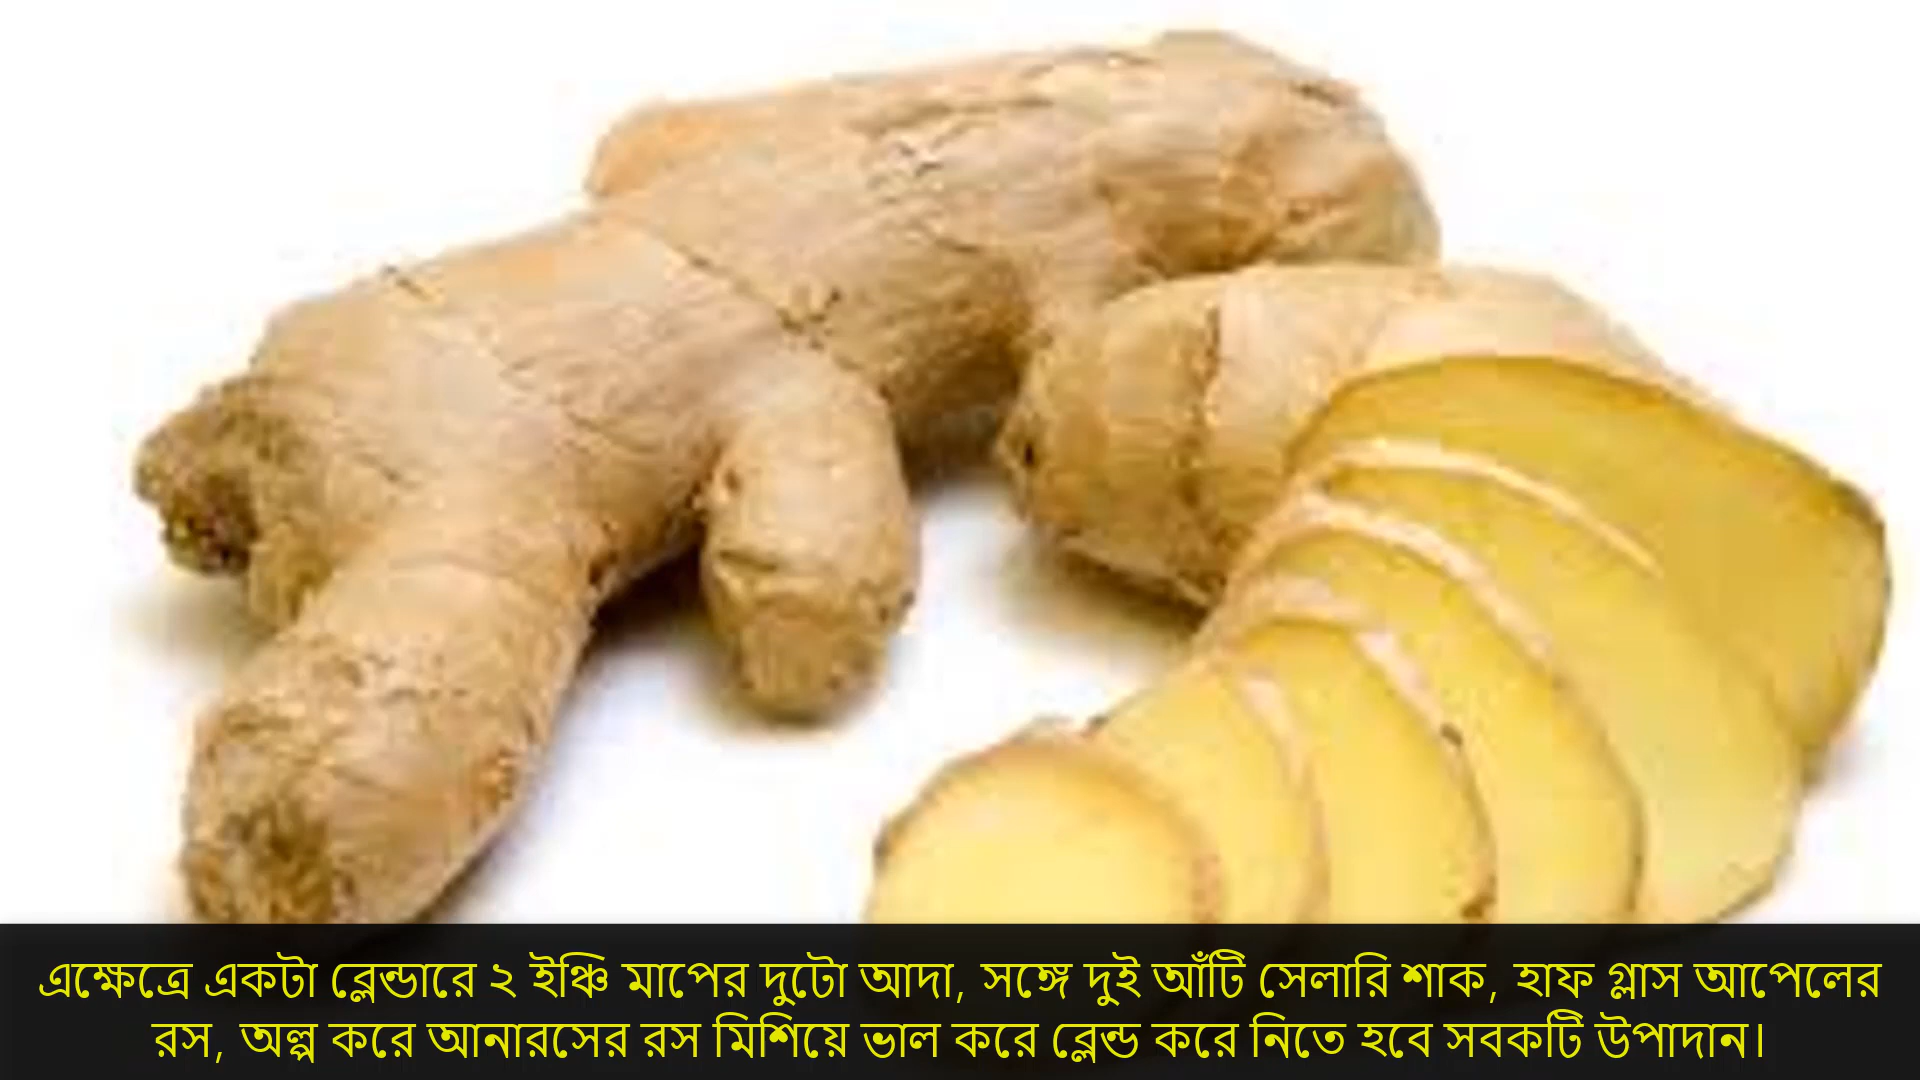 এক্ষেত্রে একটা ব্লেন্ডারে ২ ইঞ্চি মাপের দুটো আদা, সঙ্গে দুই আঁটি সেলারি শাক, হাফ গ্লাস আপেলের
রস, অল্প করে আনারসের রস মিশিয়ে ভাল করে ব্লেন্ড করে নিতে হবে সবকটি উপাদান।